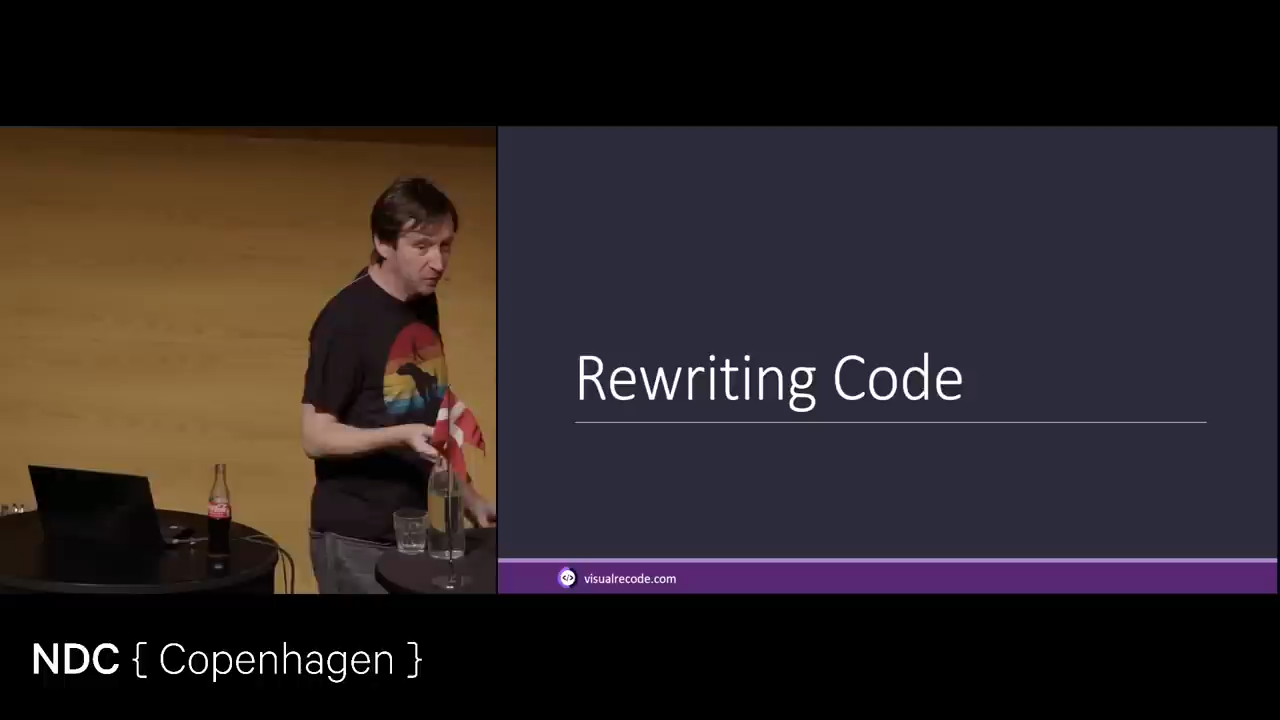 Rewriting Code
</> visualrecode.com
NDC { Copenhagen }